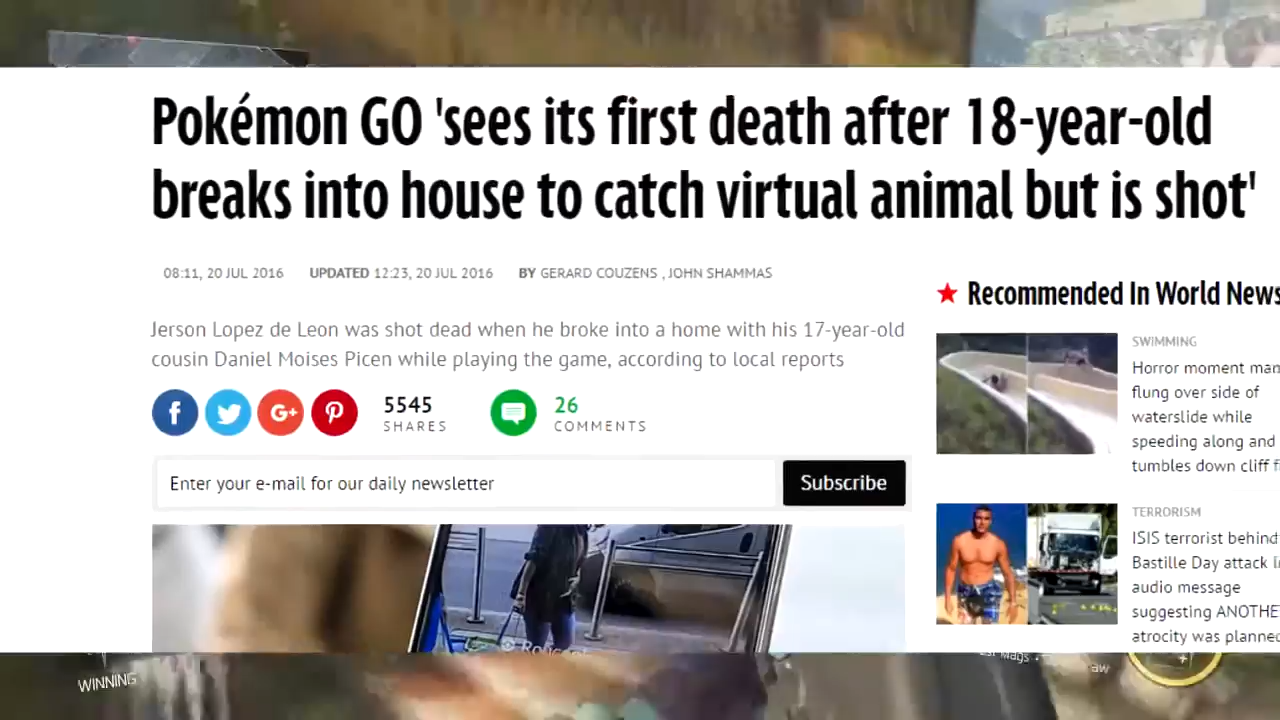 Pokémon GO 'sees its first death after 18-year-old
breaks into house to catch virtual animal but is shot'
08:11, 20 JUL 2016 UPDATED 12:23, 20 JUL 2016 BY GERARD COUZENS , JOHN SHAMMAS
Jerson Lopez de Leon was shot dead when he broke into a home with his 17-year-old
cousin Daniel Moises Picen while playing the game, according to local reports
5545
SHARES
26
COMMENTS
Enter your e-mail for our daily newsletter
Subscribe
Recommended In World News
SWIMMING
Horror moment man
flung over side of
waterslide while
speeding along and
tumbles down cliff
TERRORISM
ISIS terrorist behind
Bastille Day attack
audio message
suggesting
atrocity was planned
WINNING
Mags